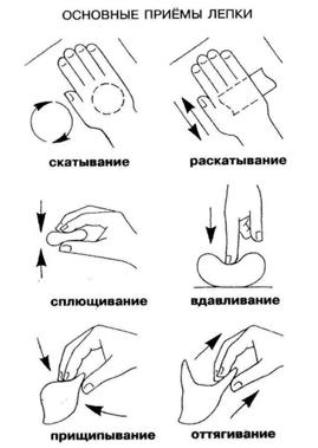 ОСНОВНЫЕ ПРИЁМЫ ЛЕПКИ
скатывание
раскатывание
сплющивание
вдавливание
прищипывание
оттягивание